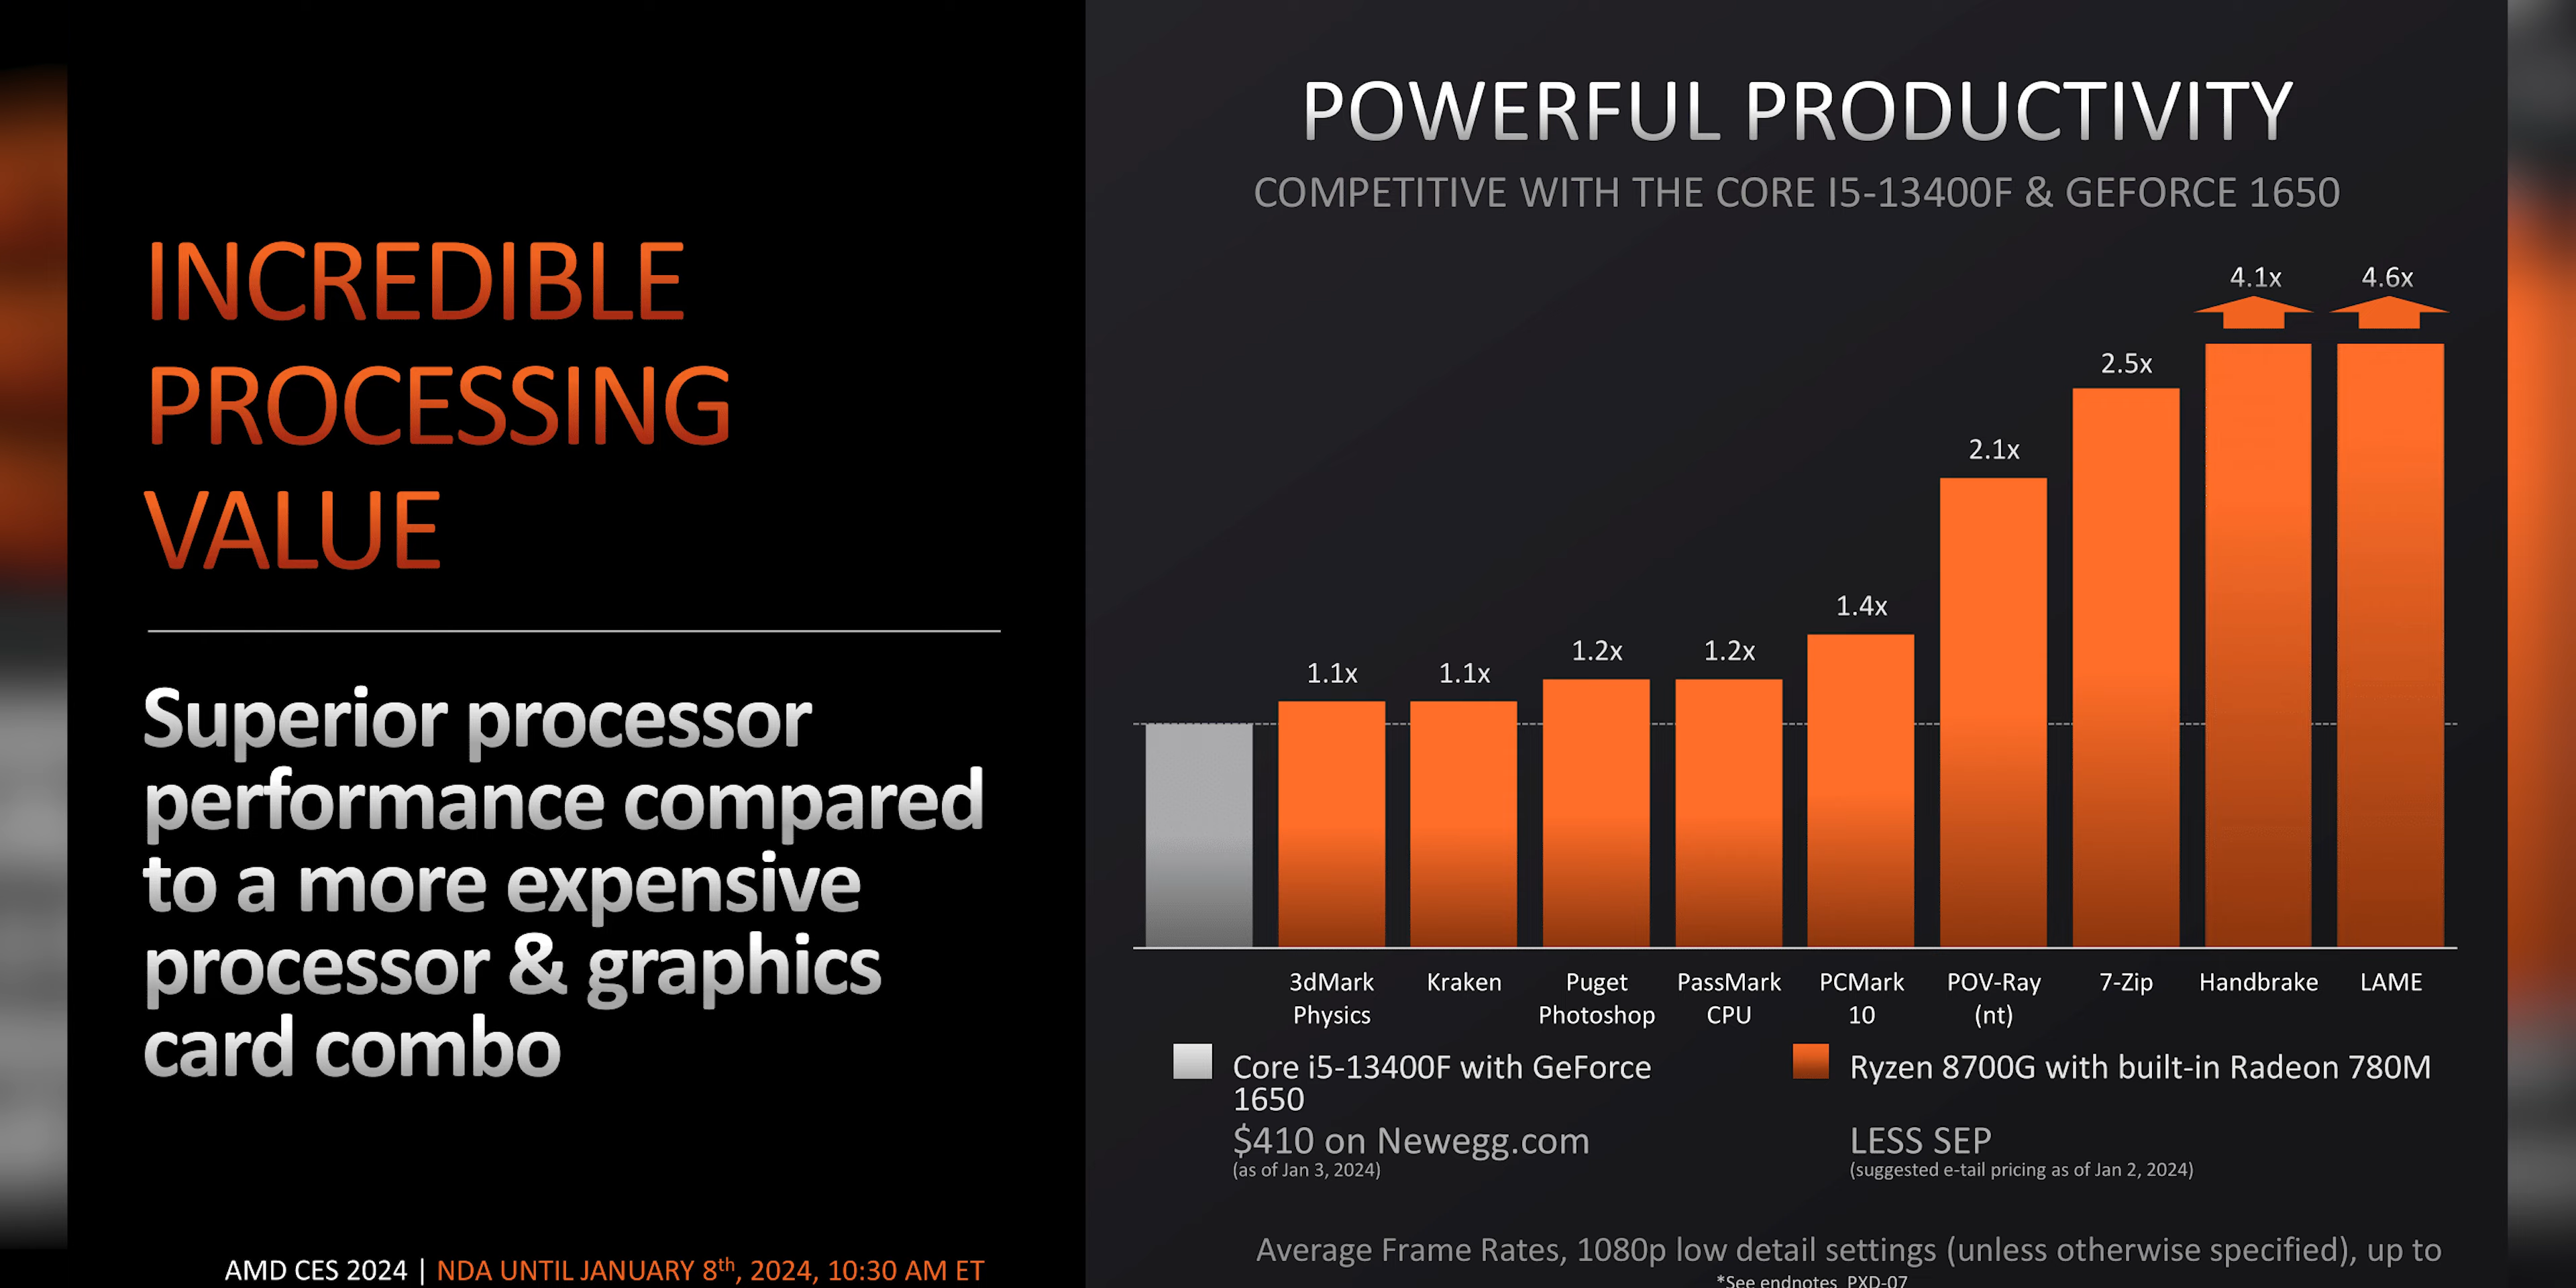 INCREDIBLE
PROCESSING
VALUE
Superior processor
performance compared
to a more expensive
processor & graphics
card combo
AMD CES 2024 | NDA UNTIL JANUARY 8th, 2024, 10:30 AM ET
POWERFUL PRODUCTIVITY
COMPETITIVE WITH THE CORE I5-13400F & GEFORCE 1650
4.1x 4.6x
2.5x
2.1x
1.4x
1.2x 1.2x
1.1x 1.1x
3dMark Kraken Puget PassMark PCMark POV-Ray 7-Zip Handbrake LAME
Physics Photoshop CPU 10 (nt)
Core i5-13400F with GeForce
1650
$410 on Newegg.com
(as of Jan 3, 2024)
Ryzen 8700G with built-in Radeon 780M
LESS SEP
(suggested e-tail pricing as of Jan 2, 2024)
Average Frame Rates, 1080p low detail settings (unless otherwise specified), up to
*See endnotes PXD-07